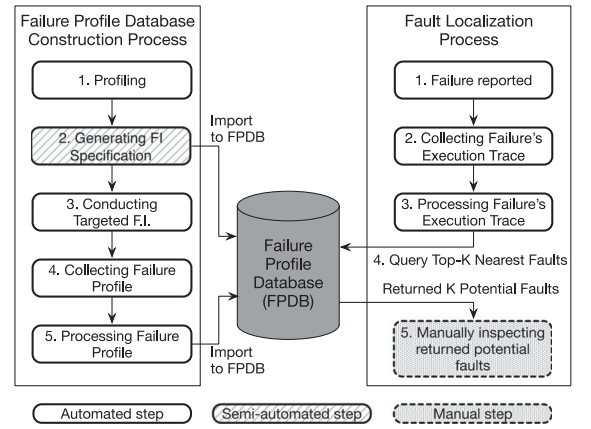 Failure Profile Database
Construction Process
1. Profiling
2. Generating FI
Specification
3. Conducting
Targeted F.I.
4. Collecting Failure
Profile
5. Processing Failure
Profile
Import
to FPDB
Import
to FPDB
Failure
Profile
Database
(FPDB)
Fault Localization
Process
1. Failure reported
2. Collecting Failure's
Execution Trace
3. Processing Failure's
Execution Trace
4. Query Top-K Nearest Faults
Returned K Potential Faults
5. Manually inspecting
returned potential
faults
Automated step
Semi-automated step
Manual step